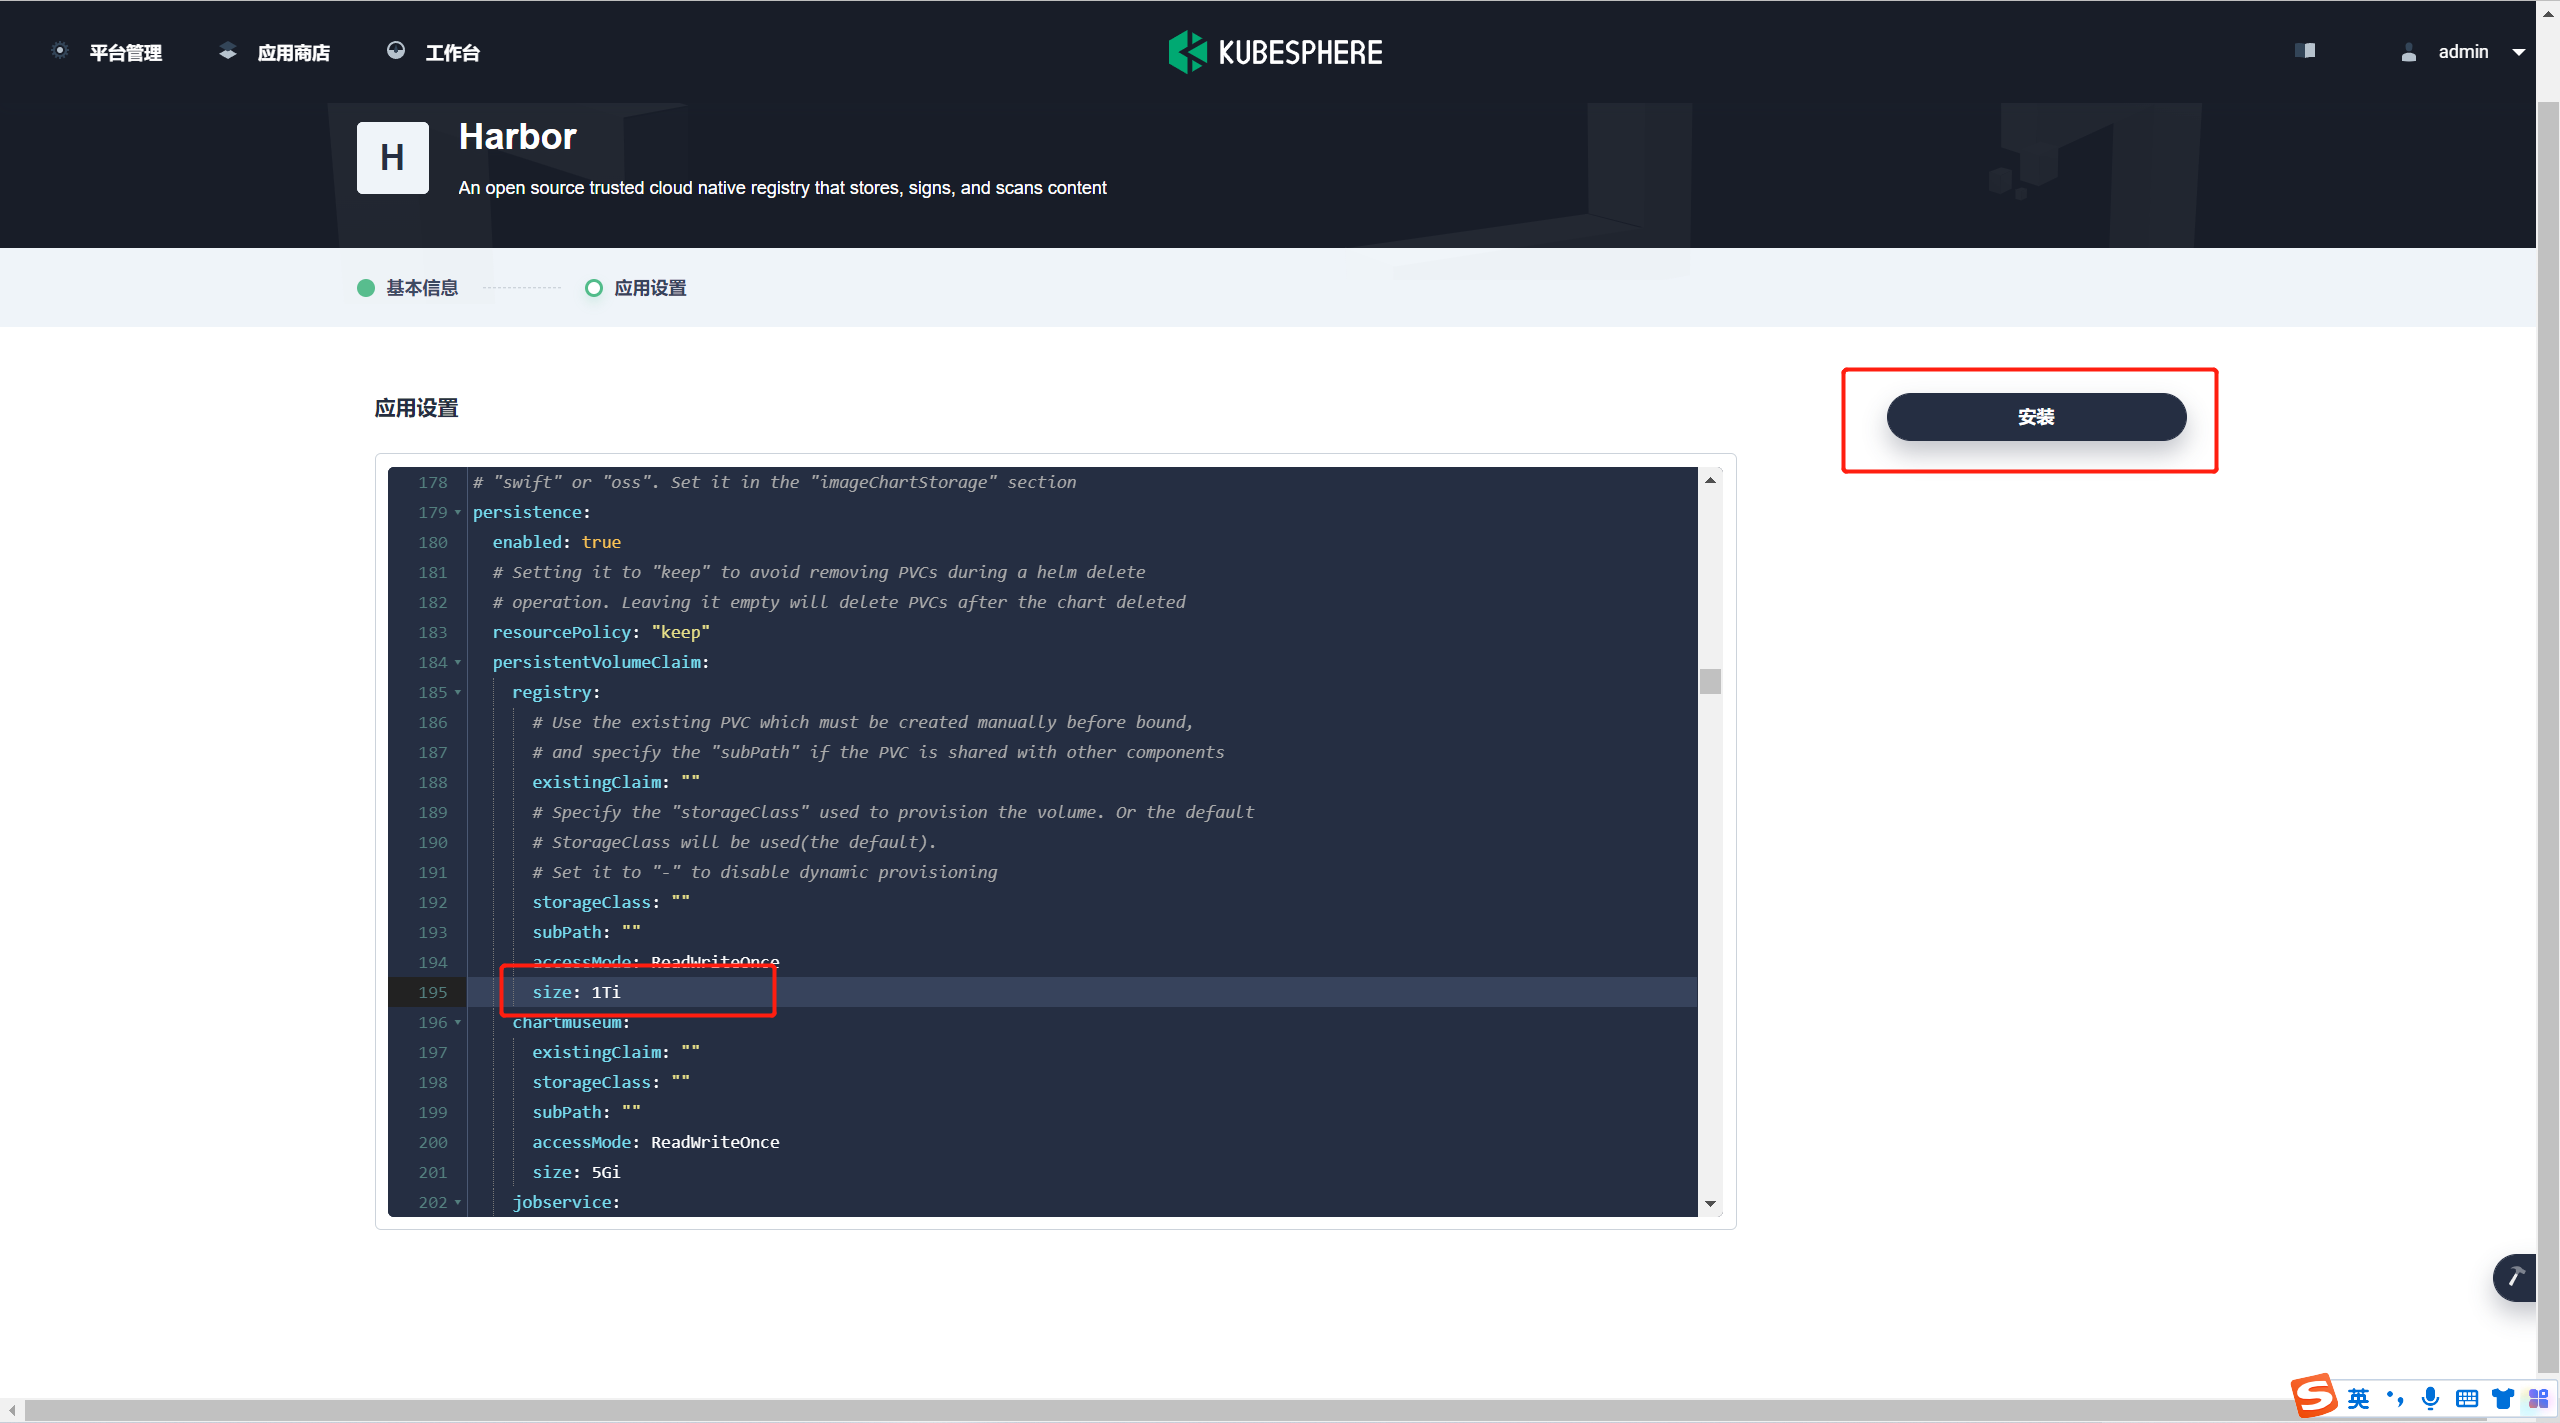 平台管理
应用商店
工作台
KUBESPHERE
admin
H
Harbor
An open source trusted cloud native registry that stores, signs, and scans content
基本信息
应用设置
应用设置
安装
178 # "swift" or "oss". Set it in the "imageChartStorage" section
179 persistence:
180 enabled: true
181 # Setting it to "keep" to avoid removing PVCs during a helm delete
182 # operation. Leaving it empty will delete PVCs after the chart deleted
183 resourcePolicy: "keep"
184 persistentVolumeClaim:
185 registry:
186 # Use the existing PVC which must be created manually before bound,
187 # and specify the "subPath" if the PVC is shared with other components
188 existingClaim: ""
189 # Specify the "storageClass" used to provision the volume. Or the default
190 # StorageClass will be used(the default).
191 # Set it to "-" to disable dynamic provisioning
192 storageClass: ""
193 subPath: ""
194 accessMode: ReadWriteOnce
195 size: 1Ti
196 chartmuseum:
197 existingClaim: ""
198 storageClass: ""
199 subPath: ""
200 accessMode: ReadWriteOnce
201 size: 5Gi
202 jobservice:
英